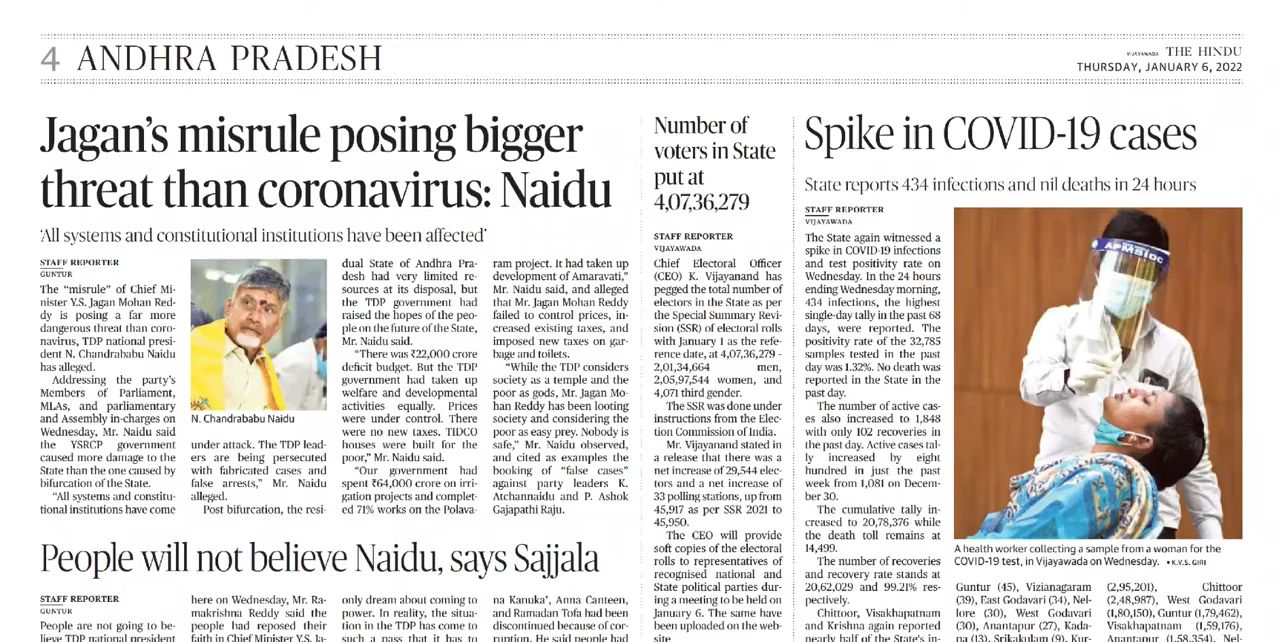 4 ANDHRA PRADESH
VIJAYAWADA THE HINDU
THURSDAY, JANUARY 6, 2022
Jagan's misrule posing bigger
threat than coronavirus: Naidu
'All systems and constitutional institutions have been affected'
STAFF REPORTER
GUNTUR
The "misrule" of Chief Mi-
nister Y.S. Jagan Mohan Red-
dy is posing a far more
dangerous threat than coro-
navirus, TDP national presi-
dent N. Chandrababu Naidu
has alleged.
Addressing the party's
Members of Parliament,
MLAs, and parliamentary
and Assembly in-charges on
Wednesday, Mr. Naidu said
the YSRCP government
caused more damage to the
State than the one caused by
bifurcation of the State.
"All systems and constitu-
tional institutions have come
N. Chandrababu Naidu
under attack. The TDP lead-
ers are being persecuted
with fabricated cases and
false arrests," Mr. Naidu
alleged.
Post bifurcation, the resi-
dual State of Andhra Pra-
desh had very limited re-
sources at its disposal, but
the TDP government had
raised the hopes of the peo-
ple on the future of the State,
Mr. Naidu said.
"There was ₹22,000 crore
deficit budget. But the TDP
government had taken up
welfare and developmental
activities equally. Prices
were under control. There
were no new taxes. TIDCO
houses were built for the
poor," Mr. Naidu said.
"Our government had
spent ₹64,000 crore on irri-
gation projects and complet-
ed 71% works on the Polava-
ram project. It had taken up
development of Amaravati,"
Mr. Naidu said, and alleged
that Mr. Jagan Mohan Reddy
failed to control prices, in-
creased existing taxes, and
imposed new taxes on gar-
bage and toilets.
"While the TDP considers
society as a temple and the
poor as gods, Mr. Jagan Mo-
han Reddy has been looting
society and considering the
poor as easy prey. Nobody is
safe," Mr. Naidu observed,
and cited as examples the
booking of "false cases"
against party leaders K.
Atchannaidu and P. Ashok
Gajapathi Raju.
People will not believe Naidu, says Sajjala
STAFF REPORTER
GUNTUR
People are not going to be-
lieve TDP national president
here on Wednesday, Mr. Ra-
makrishna Reddy said the
people had reposed their
faith in Chief Minister Y.S. Ja-
only dream about coming to
power. In reality, the situa-
tion in the TDP has come to
such a pass that it has to
na Kanuka', Anna Canteen,
and Ramadan Tofa had been
discontinued because of cor-
ruption. He said people had
Number of
voters in State
put at
4,07,36,279
STAFF REPORTER
VIJAYAWADA
Chief Electoral Officer
(CEO) K. Vijayanand has
pegged the total number of
electors in the State as per
the Special Summary Revi-
sion (SSR) of electoral rolls
with January 1 as the refe-
rence date, at 4,07,36,279 -
2,01,34,664 men,
2,05,97,544 women, and
4,071 third gender.
The SSR was done under
instructions from the Elec-
tion Commission of India.
Mr. Vijayanand stated in
a release that there was a
net increase of 29,544 elec-
tors and a net increase of
33 polling stations, up from
45,917 as per SSR 2021 to
45,950.
The CEO will provide
soft copies of the electoral
rolls to representatives of
recognised national and
State political parties dur-
ing a meeting to be held on
January 6. The same have
been uploaded on the web-
site
Spike in COVID-19 cases
State reports 434 infections and nil deaths in 24 hours
STAFF REPORTER
VIJAYAWADA
The State again witnessed a
spike in COVID-19 infections
and test positivity rate on
Wednesday. In the 24 hours
ending Wednesday morning,
434 infections, the highest
single-day tally in the past 68
days, were reported. The
positivity rate of the 32,785
samples tested in the past
day was 1.32%. No death was
reported in the State in the
past day.
The number of active cas-
es also increased to 1,848
with only 102 recoveries in
the past day. Active cases tal-
ly increased by eight
hundred in just the past
week from 1,081 on Decem-
ber 30.
The cumulative tally in-
creased to 20,78,376 while
the death toll remains at
14,499.
The number of recoveries
and recovery rate stands at
20,62,029 and 99.21% res-
pectively.
Chittoor, Visakhapatnam
and Krishna again reported
nearly half of the State's in-
APMSIDC
A health worker collecting a sample from a woman for the
COVID-19 test, in Vijayawada on Wednesday. • K.V.S. GIRI
Guntur (45), Vizianagaram
(39), East Godavari (34), Nel-
lore (30), West Godavari
(30), Anantapur (27), Kada-
pa (13), Srikakulam (9), Kur-
(2,95,201), Chittoor
(2,48,987), West Godavari
(1,80,150), Guntur (1,79,462)
Visakhapatnam (1,59,176),
Anantapur (1,58,354), Nel-